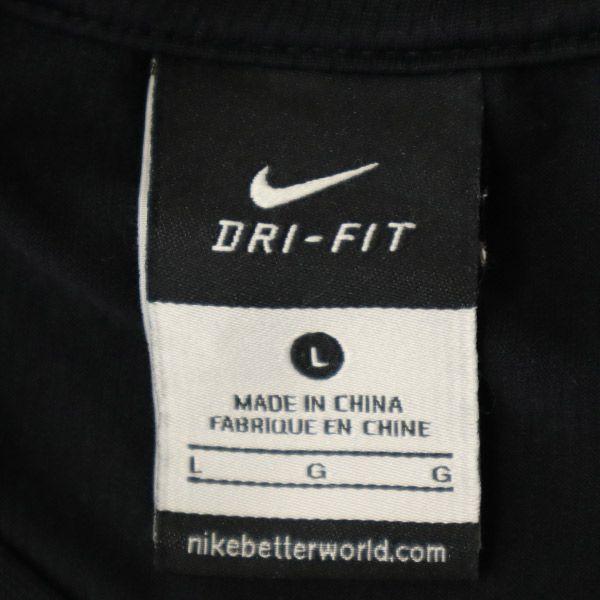 DRI-FIT
L
MADE IN CHINA
FABRIQUE EN CHINE
L G G
nikebetterworld.com